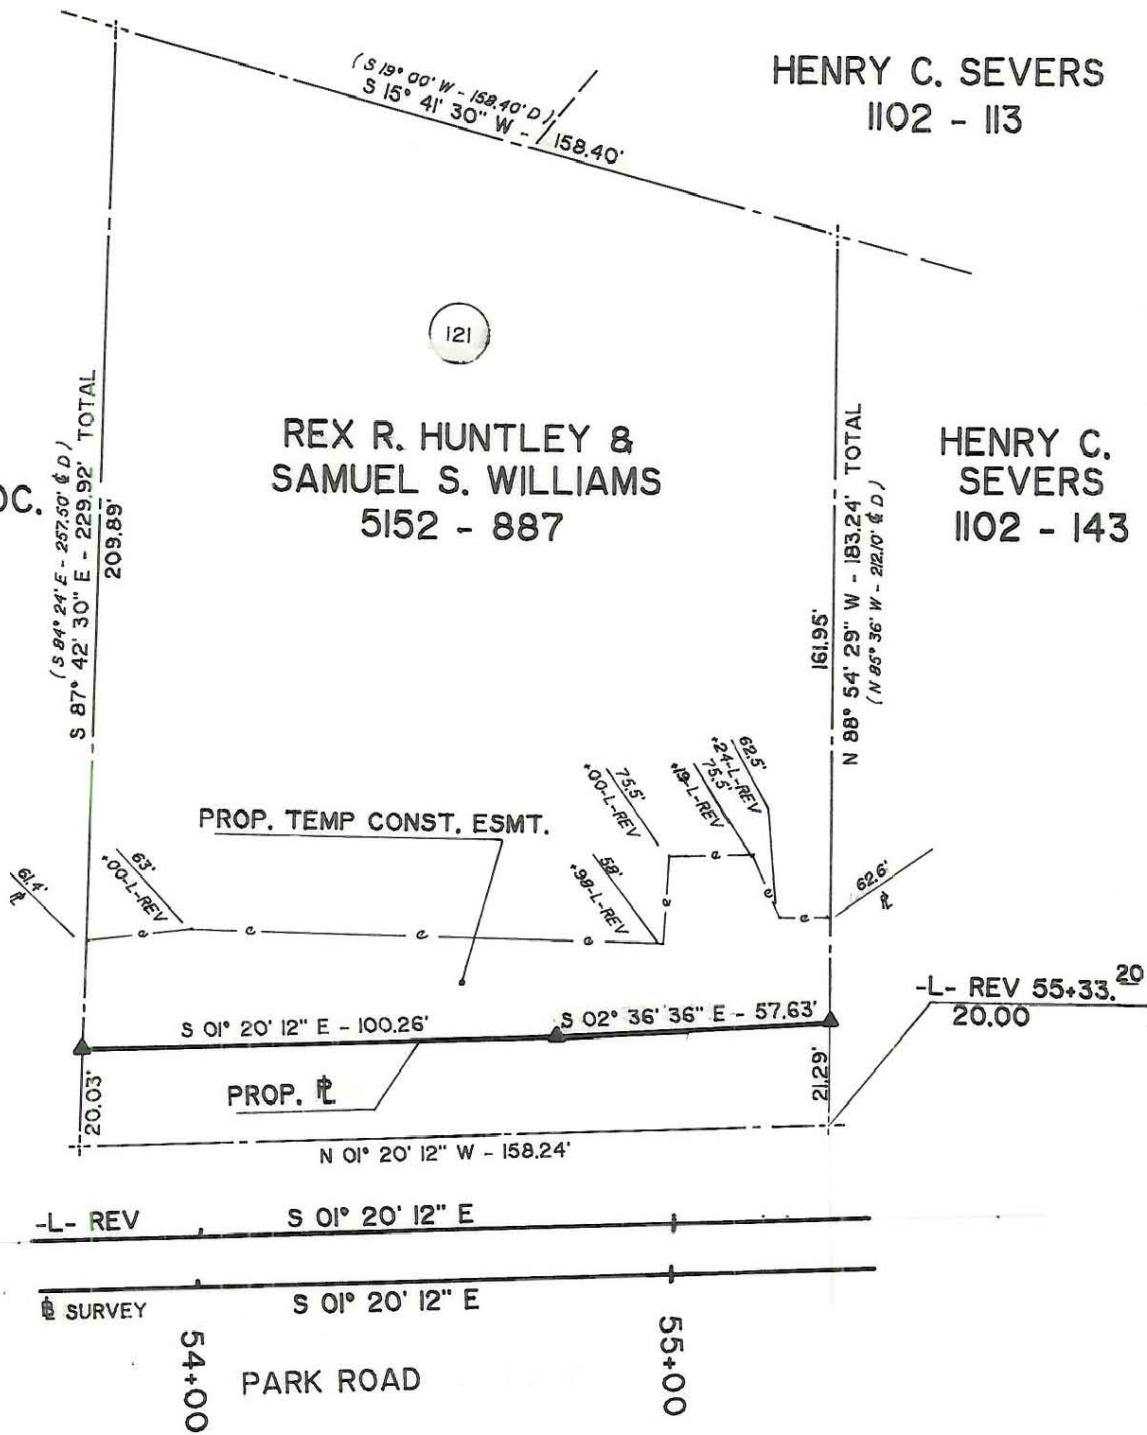 (S 19° 00' W - 158.40' D)
S 15° 41' 30" W - 158.40'
HENRY C. SEVERS
1102 - 113
121
REX R. HUNTLEY &
SAMUEL S. WILLIAMS
5152 - 887
HENRY C.
SEVERS
1102 - 143
OC.
(S 84° 24' E - 257.50' ℄ D)
S 87° 42' 30" E - 229.92' TOTAL
209.89'
161.95'
N 88° 54' 29" W - 183.24' TOTAL
(N 85° 36' W - 212.10' ℄ D)
PROP. TEMP CONST. ESMT.
61.4'
PL
63'
+00-L-REV
75.5'
+00-L-REV
58'
+98-L-REV
75.5'
+19-L-REV
62.5'
+24-L-REV
62.6'
PL
e e e e e e e e
S 01° 20' 12" E - 100.26'
S 02° 36' 36" E - 57.63'
-L- REV 55+33.20
20.00
PROP. PL
20.03'
21.29'
N 01° 20' 12" W - 158.24'
-L- REV
S 01° 20' 12" E
BL SURVEY
S 01° 20' 12" E
54+00
PARK ROAD
55+00